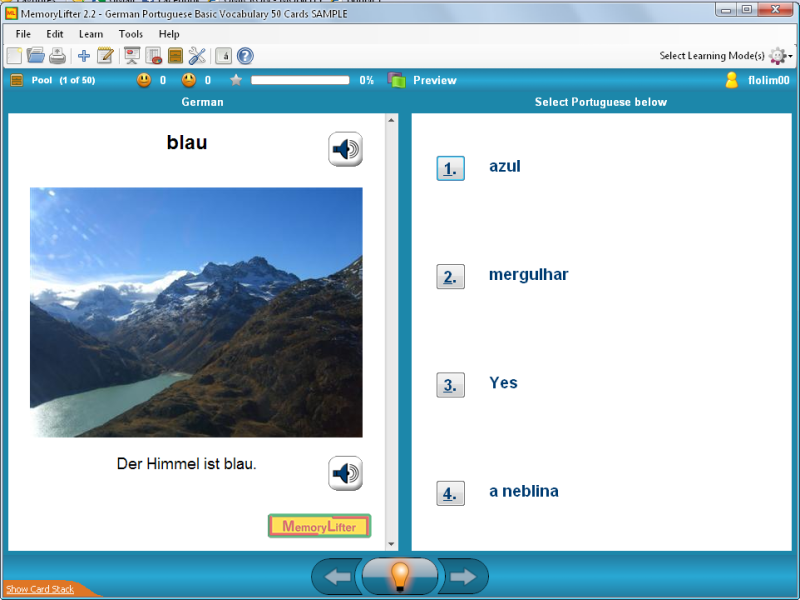 MemoryLifter 2.2 - German Portuguese Basic Vocabulary 50 Cards SAMPLE
File Edit Learn Tools Help
Select Learning Mode(s)
Pool (1 of 50) 0 0 0% Preview flolim00
German
Select Portuguese below
blau
Der Himmel ist blau.
MemoryLifter
1. azul
2. mergulhar
3. Yes
4. a neblina
Show Card Stack